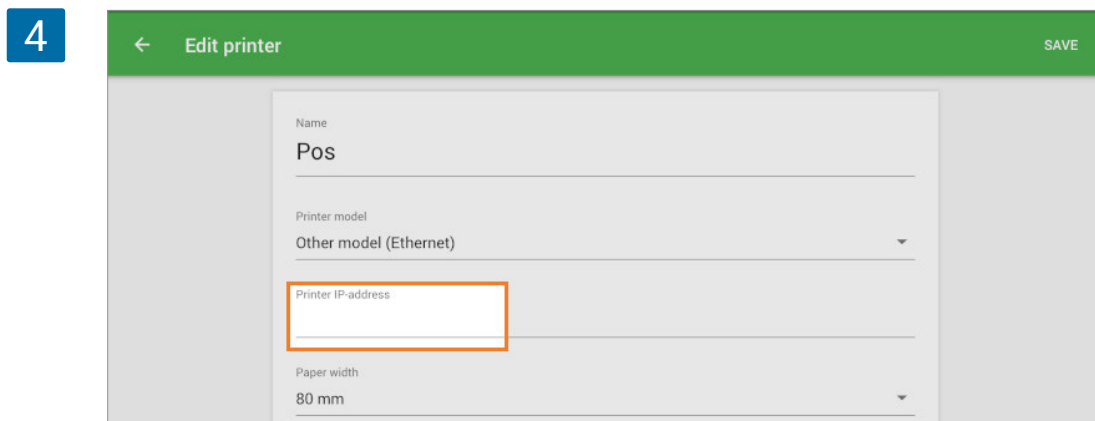 4
Edit printer
SAVE
Name
Pos
Printer model
Other model (Ethernet)
Printer IP-address
Paper width
80 mm